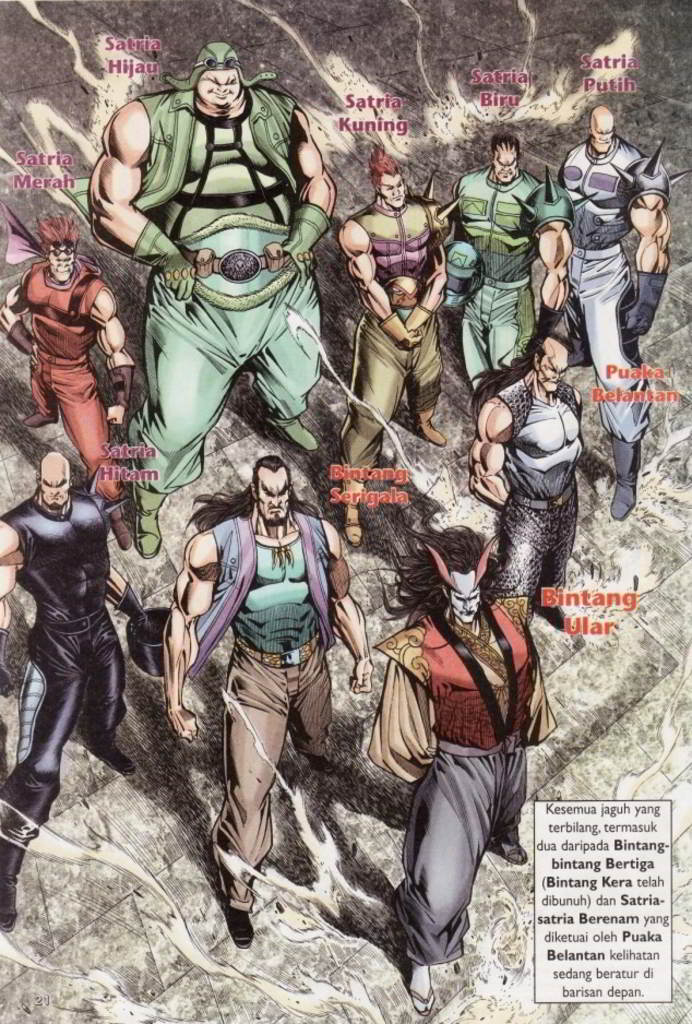 Satria
Hijau
Satria
Kuning
Satria
Biru
Satria
Putih
Satria
Merah
Puaka
Belantan
Satria
Hitam
Bintang
Serigala
Bintang
Ular
Kesemua jaguh yang
terbilang, termasuk
dua daripada Bintang-
bintang Bertiga
(Bintang Kera telah
dibunuh) dan Satria-
satria Berenam yang
diketuai oleh Puaka
Belantan kelihatan
sedang beratur di
barisan depan.
21